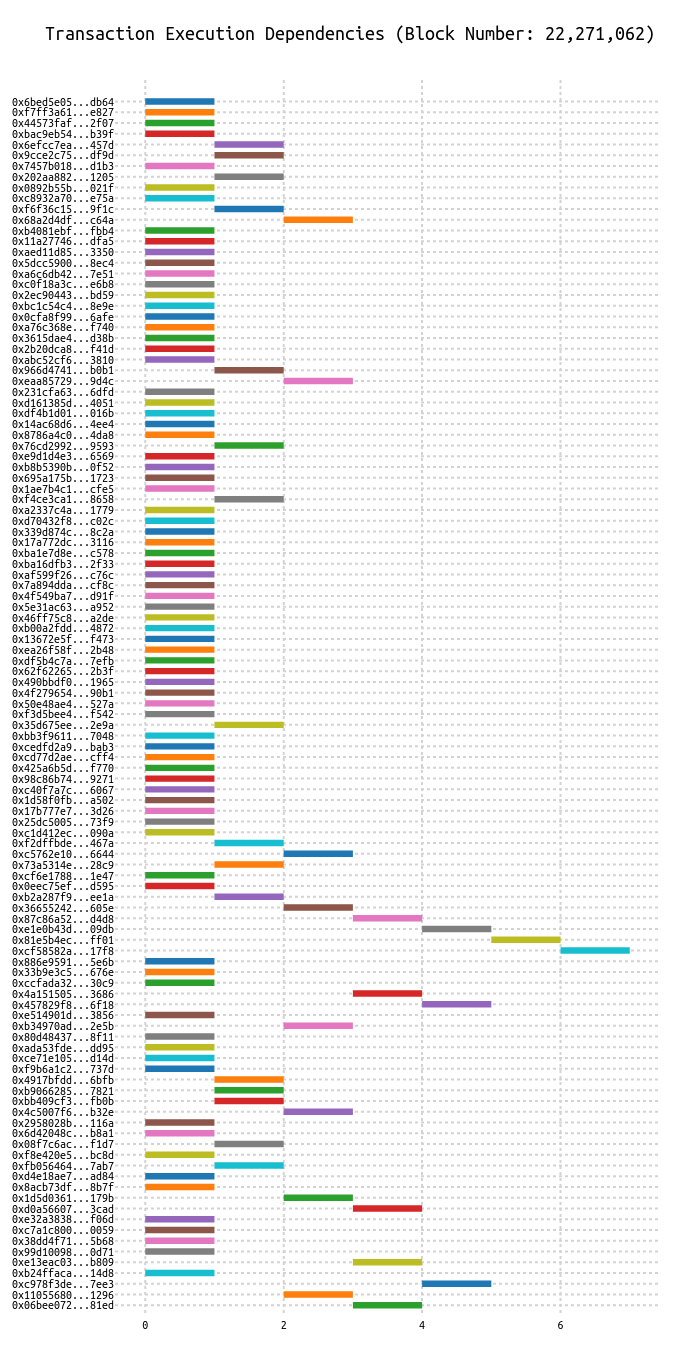 Transaction Execution Dependencies (Block Number: 22,271,062)
0x6bed5e05...db64
0xf7ff3a61...e827
0x44573faf...2f07
0xbac9eb54...b39f
0x6efcc7ea...457d
0x9cce2c75...df9d
0x7457b018...d1b3
0x202aa882...1205
0x0892b55b...021f
0xc8932a70...e75a
0xf6f36c15...9f1c
0x68a2d4df...c64a
0xb4081ebf...fbb4
0x11a27746...dfa5
0xaed11d85...3350
0x5dcc5900...8ec4
0xa6c6db42...7e51
0xc0f18a3c...e6b8
0x2ec90443...bd59
0xbc1c54c4...8e9e
0x0cfa8f99...6afe
0xa76c368e...f740
0x3615dae4...d38b
0x2b20dca8...f41d
0xabc52cf6...3810
0x966d4741...b0b1
0xeaa85729...9d4c
0x231cfa63...6dfd
0xd161385d...4051
0xdf4b1d01...016b
0x14ac68d6...4ee4
0x8786a4c0...4da8
0x76cd2992...9593
0xe9d1d4e3...6569
0xb8b5390b...0f52
0x695a175b...1723
0x1ae7b4c1...cfe5
0xf4ce3ca1...8658
0xa2337c4a...1779
0xd70432f8...c02c
0x339d874c...8c2a
0x17a772dc...3116
0xba1e7d8e...c578
0xba16dfb3...2f33
0xaf599f26...c76c
0x7a894dda...cf8c
0x4f549ba7...d91f
0x5e31ac63...a952
0x46ff75c8...a2de
0xb00a2fdd...4872
0x13672e5f...f473
0xea26f58f...2b48
0xdf5b4c7a...7efb
0x62f62265...2b3f
0x490bbdf0...1965
0x4f279654...90b1
0x50e48ae4...527a
0xf3d5bee4...f542
0x35d675ee...2e9a
0xbb3f9611...7048
0xcedfd2a9...bab3
0xcd77d2ae...cff4
0x425a6b5d...f770
0x98c86b74...9271
0xc40f7a7c...6067
0x1d58f0fb...a502
0x17b777e7...3d26
0x25dc5005...73f9
0xc1d412ec...090a
0xf2dffbde...467a
0xc5762e10...6644
0x73a5314e...28c9
0xcf6e1788...1e47
0x0eec75ef...d595
0xb2a287f9...ee1a
0x36655242...605e
0x87c86a52...d4d8
0xe1e0b43d...09db
0x81e5b4ec...ff01
0xcf58582a...17f8
0x886e9591...5e6b
0x33b9e3c5...676e
0xccfada32...30c9
0x4a151505...3686
0x457829f8...6f18
0xe514901d...3856
0xb34970ad...2e5b
0x80d48437...8f11
0xada53fde...dd95
0xce71e105...d14d
0xf9b6a1c2...737d
0x4917bfdd...6bfb
0xb9066285...7821
0xbb409cf3...fb0b
0x4c5007f6...b32e
0x2958028b...116a
0x6d42048c...b8a1
0x08f7c6ac...f1d7
0xf8e420e5...bc8d
0xfb056464...7ab7
0xd4e18ae7...ad84
0x8acb73df...8b7f
0x1d5d0361...179b
0xd0a56607...3cad
0xe32a3838...f06d
0xc7a1c800...0059
0x38dd4f71...5b68
0x99d10098...0d71
0xe13eac03...b809
0xb24ffaca...14d8
0xc978f3de...7ee3
0x11055680...1296
0x06bee072...81ed
0 2 4 6